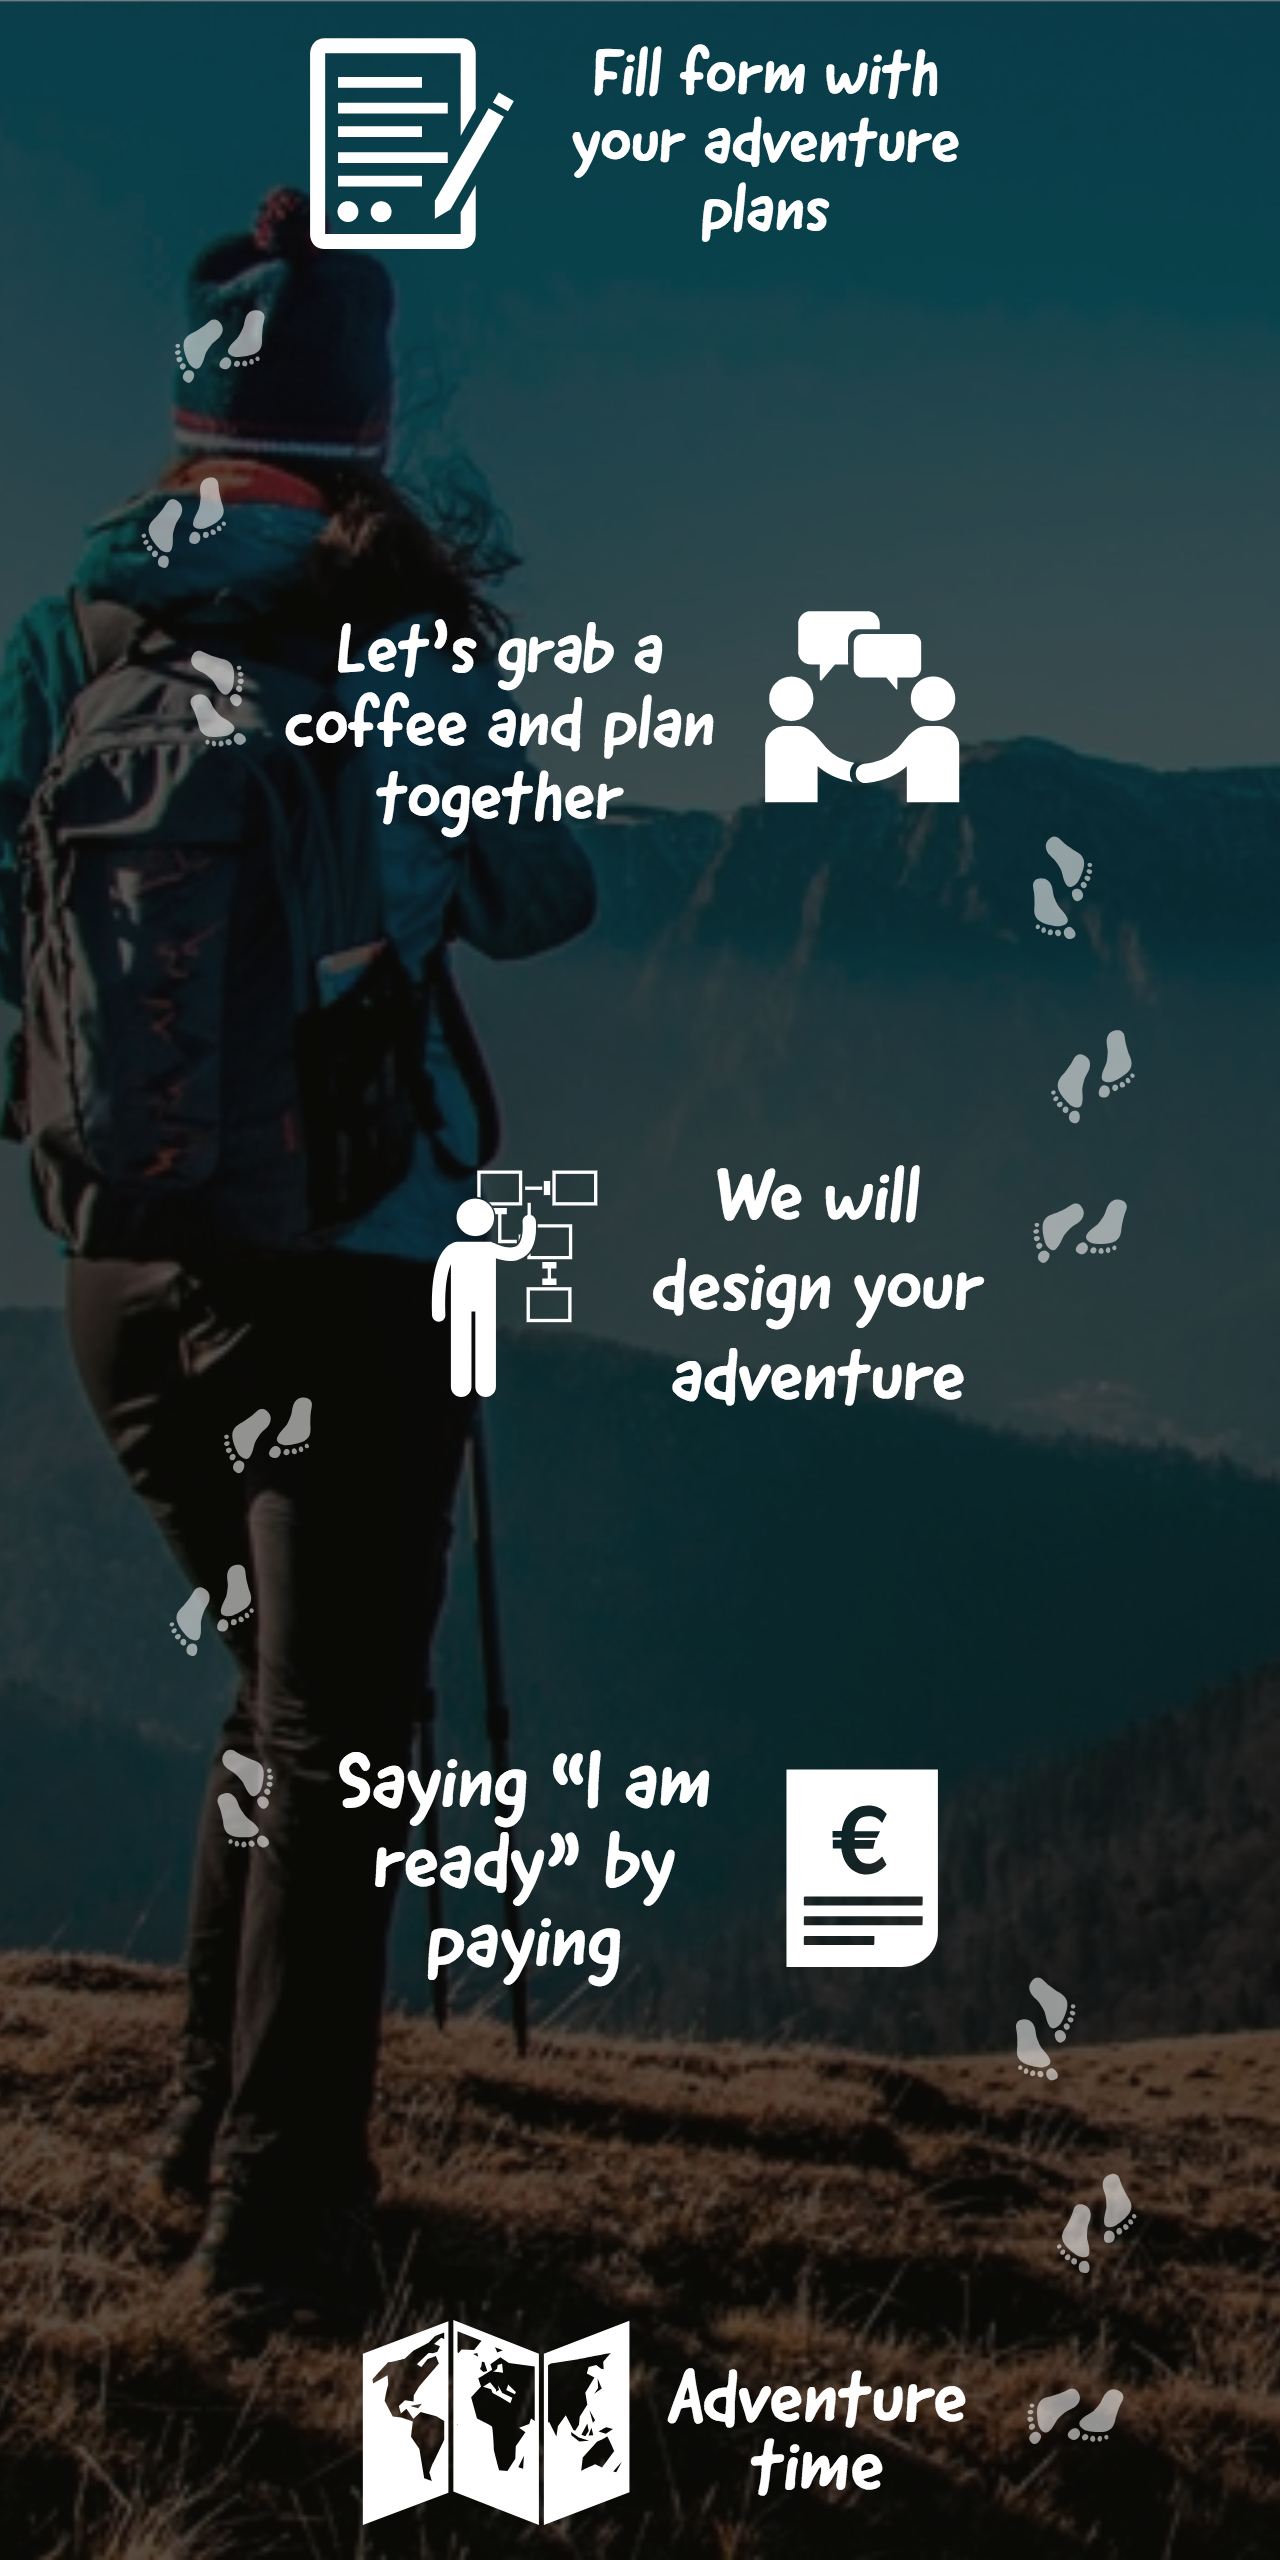 Fill form with
your adventure
plans
Let's grab a
coffee and plan
together
We will
design your
adventure
Saying “I am
ready” by
paying
€
Adventure
time